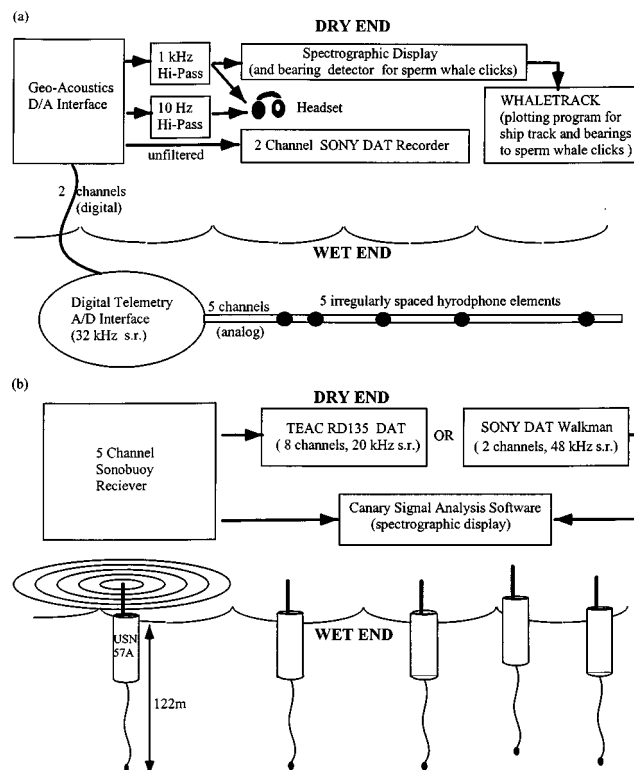 (a)
DRY END
Geo-Acoustics
D/A Interface
1 kHz
Hi-Pass
Spectrographic Display
(and bearing detector for sperm whale clicks)
10 Hz
Hi-Pass
Headset
WHALETRACK
(plotting program for
ship track and bearings
to sperm whale clicks )
unfiltered
2 Channel SONY DAT Recorder
2 channels
(digital)
WET END
Digital Telemetry
A/D Interface
(32 kHz s.r.)
5 channels
(analog)
5 irregularly spaced hyrodphone elements
(b)
DRY END
5 Channel
Sonobuoy
Reciever
TEAC RD135 DAT
( 8 channels, 20 kHz s.r.)
OR
SONY DAT Walkman
( 2 channels, 48 kHz s.r.)
Canary Signal Analysis Software
(spectrographic display)
WET END
USN
57A
122m